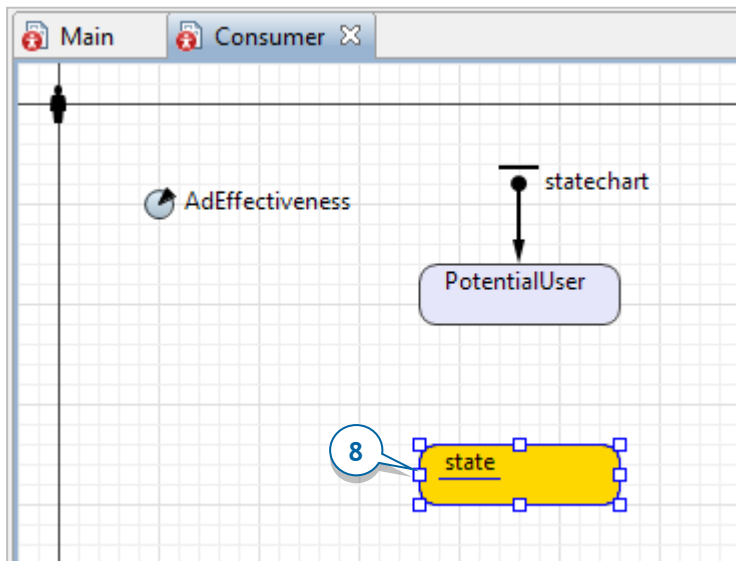 Main
Consumer
statechart
AdEffectiveness
PotentialUser
8
state